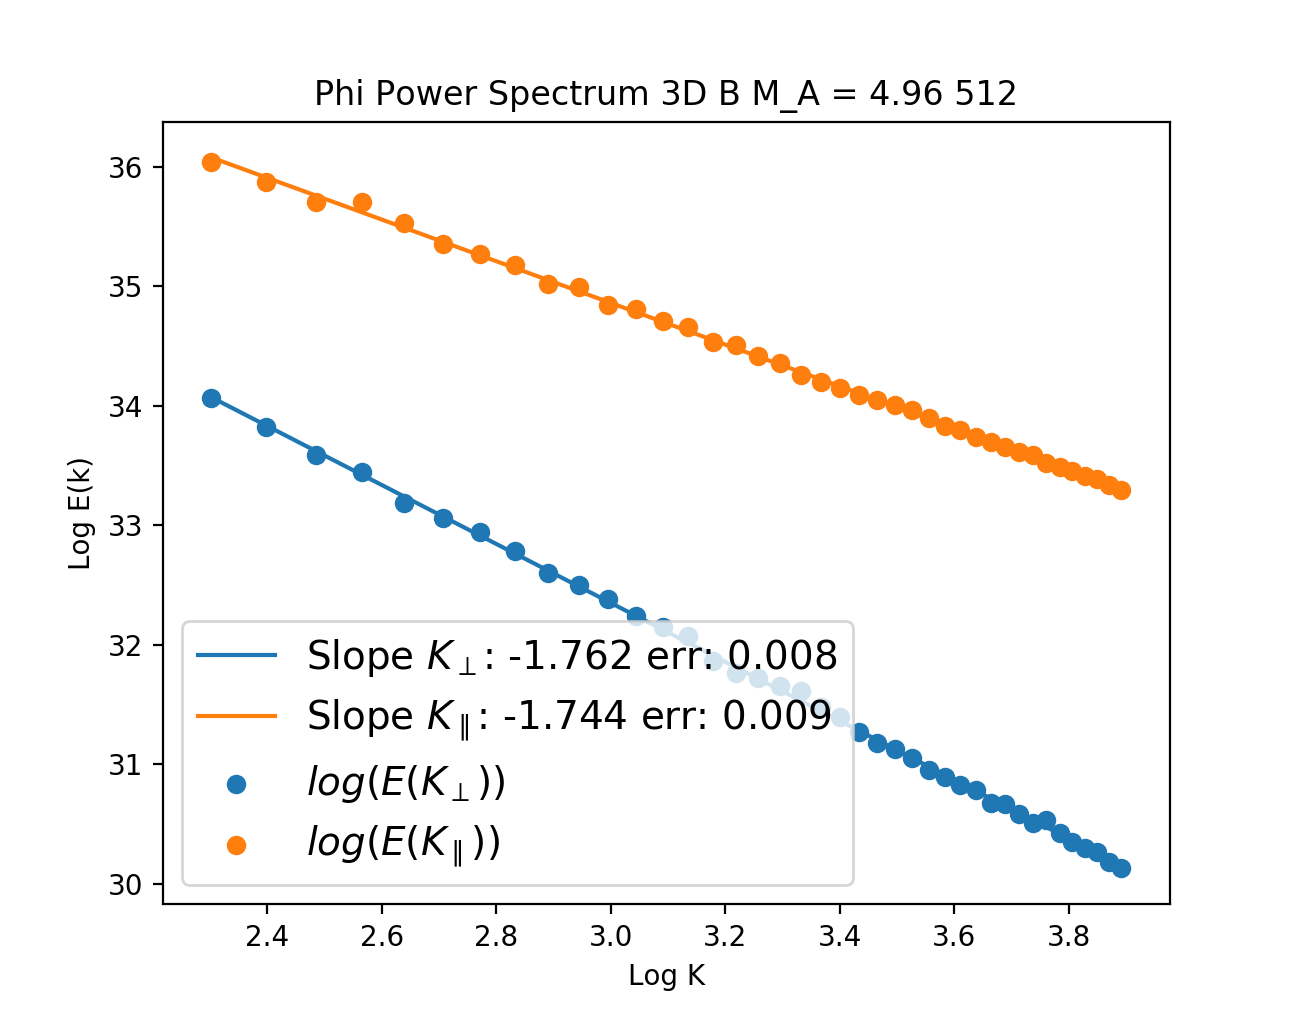 Phi Power Spectrum 3D B M_A = 4.96 512
36
35
34
33
32
31
30
Log E(k)
Slope K⊥: -1.762 err: 0.008
Slope K∥: -1.744 err: 0.009
log(E(K⊥))
log(E(K∥))
2.4 2.6 2.8 3.0 3.2 3.4 3.6 3.8
Log K